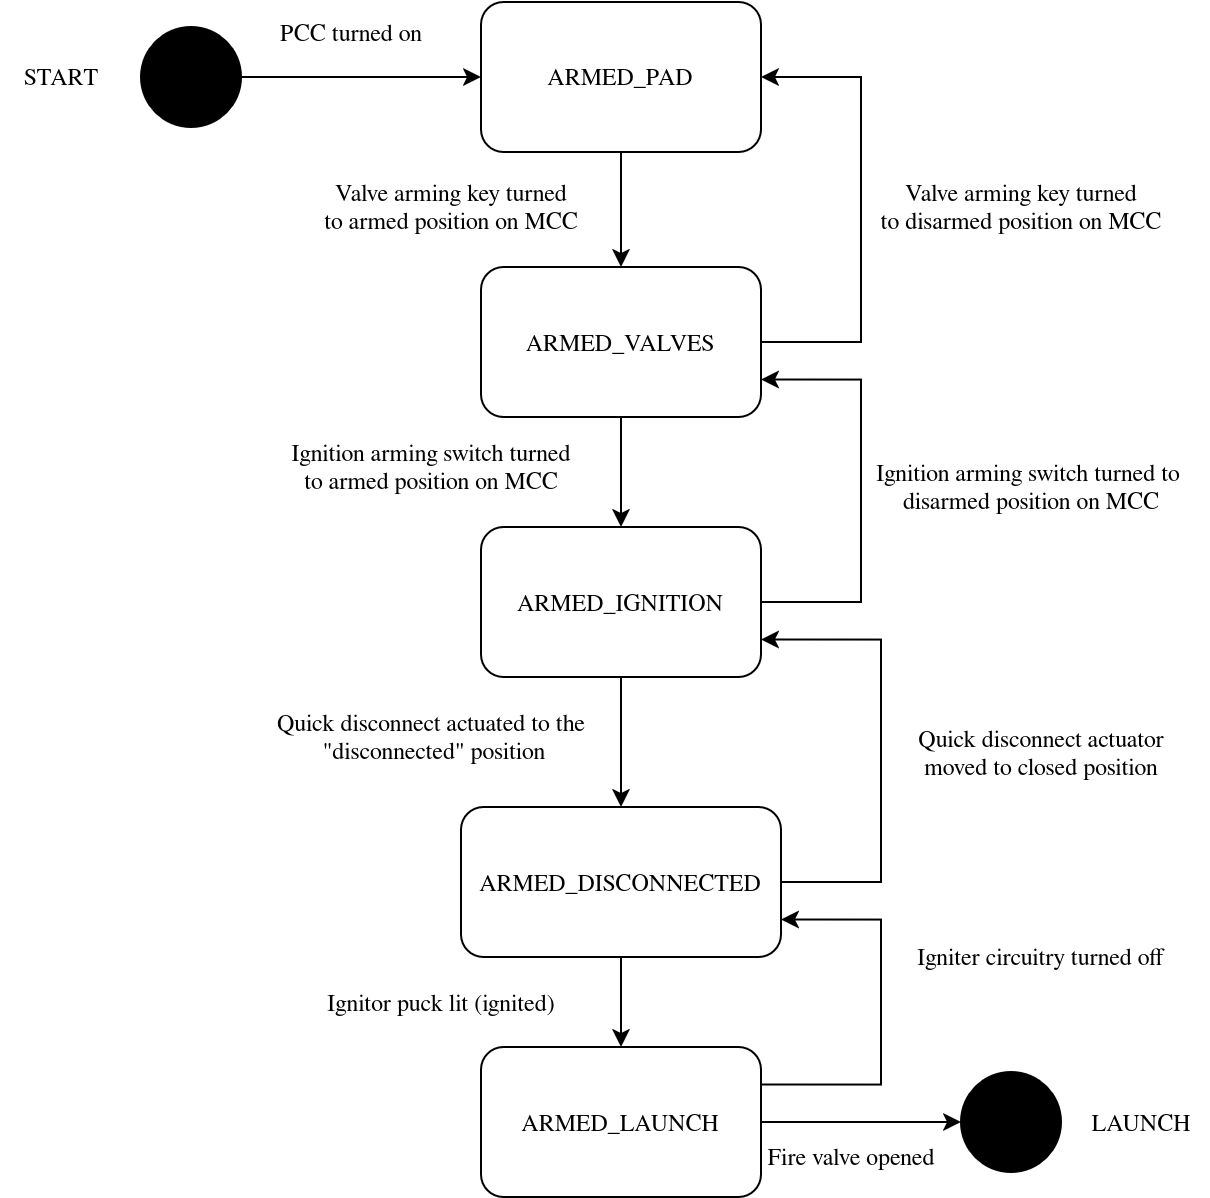 PCC turned on
START
ARMED_PAD
Valve arming key turned
to armed position on MCC
Valve arming key turned
to disarmed position on MCC
ARMED_VALVES
Ignition arming switch turned
to armed position on MCC
Ignition arming switch turned to
disarmed position on MCC
ARMED_IGNITION
Quick disconnect actuated to the
"disconnected" position
Quick disconnect actuator
moved to closed position
ARMED_DISCONNECTED
Igniter circuitry turned off
Ignitor puck lit (ignited)
ARMED_LAUNCH
LAUNCH
Fire valve opened